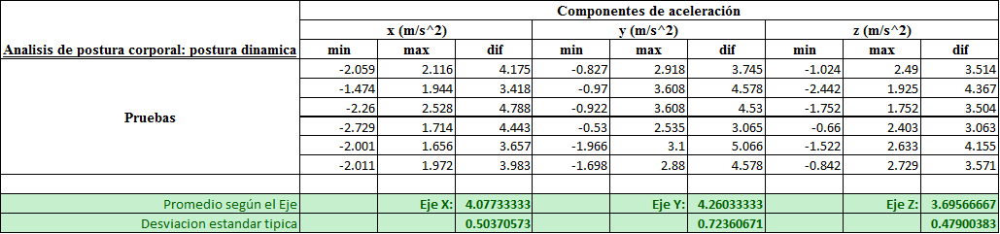 Componentes de aceleración
x (m/s^2) y (m/s^2) z (m/s^2)
Analisis de postura corporal: postura dinamica min max dif min max dif min max dif
-2.059 2.116 4.175 -0.827 2.918 3.745 -1.024 2.49 3.514
-1.474 1.944 3.418 -0.97 3.608 4.578 -2.442 1.925 4.367
-2.26 2.528 4.788 -0.922 3.608 4.53 -1.752 1.752 3.504
Pruebas
-2.729 1.714 4.443 -0.53 2.535 3.065 -0.66 2.403 3.063
-2.001 1.656 3.657 -1.966 3.1 5.066 -1.522 2.633 4.155
-2.011 1.972 3.983 -1.698 2.88 4.578 -0.842 2.729 3.571
Promedio según el Eje Eje X: 4.07733333 Eje Y: 4.26033333 Eje Z: 3.69566667
Desviacion estandar tipica 0.50370573 0.72360671 0.47900383